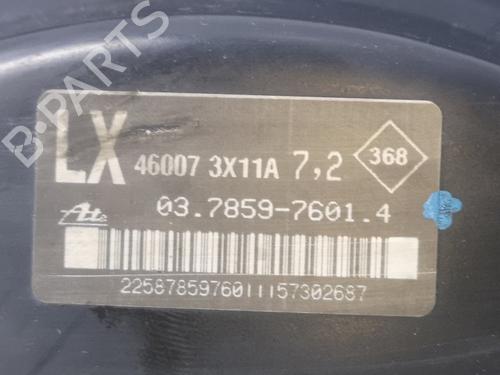 B-PARTS
LX 46007 3X11A 7,2 368
Ate 03.7859-7601.4
2258785976011157302687